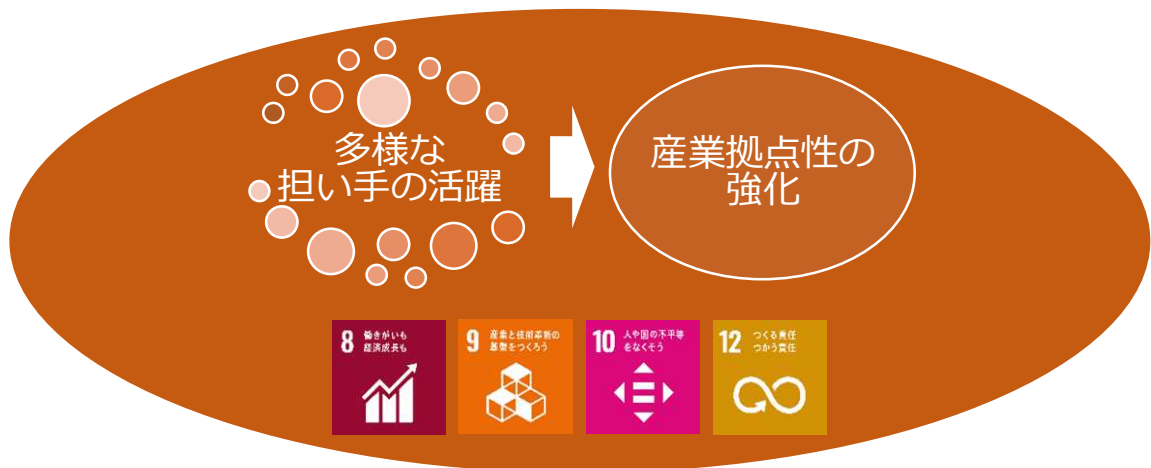 多様な
担い手の活躍
産業拠点性の
強化
8 働きがいも
経済成長も
9 産業と技術革新の
基盤をつくろう
10 人や国の不平等
をなくそう
12 つくる責任
つかう責任